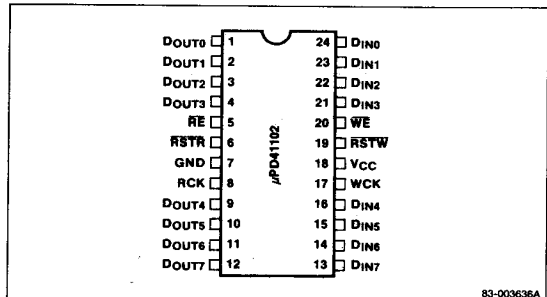 DOUT0 1 24 DIN0
DOUT1 2 23 DIN1
DOUT2 3 22 DIN2
DOUT3 4 21 DIN3
RE 5 20 WE
RSTR 6 19 RSTW
GND 7 18 VCC
RCK 8 17 WCK
DOUT4 9 16 DIN4
DOUT5 10 15 DIN5
DOUT6 11 14 DIN6
DOUT7 12 13 DIN7
μPD41102
83-003636A